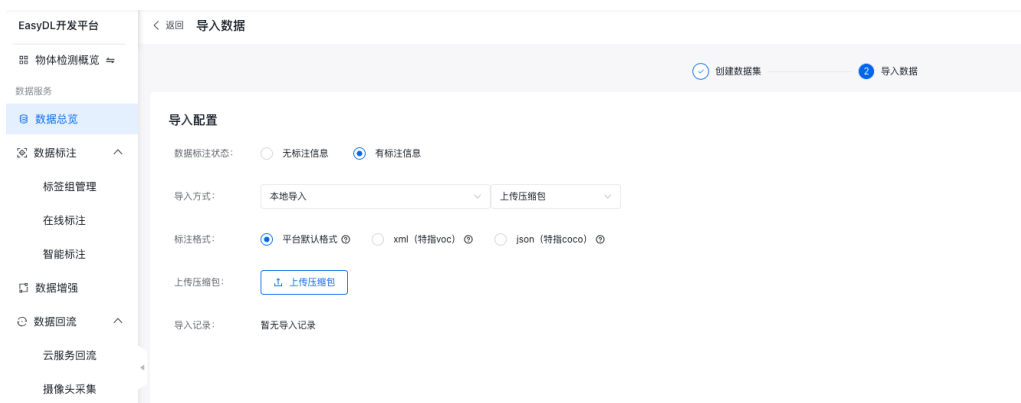 EasyDL开发平台
返回 导入数据
物体检测概览
创建数据集
2 导入数据
数据服务
数据总览
导入配置
数据标注
数据标注状态： 无标注信息 有标注信息
标签组管理
导入方式： 本地导入 上传压缩包
在线标注
标注格式： 平台默认格式 xml（特指voc） json（特指coco）
智能标注
上传压缩包： 上传压缩包
数据增强
数据回流
导入记录： 暂无导入记录
云服务回流
摄像头采集